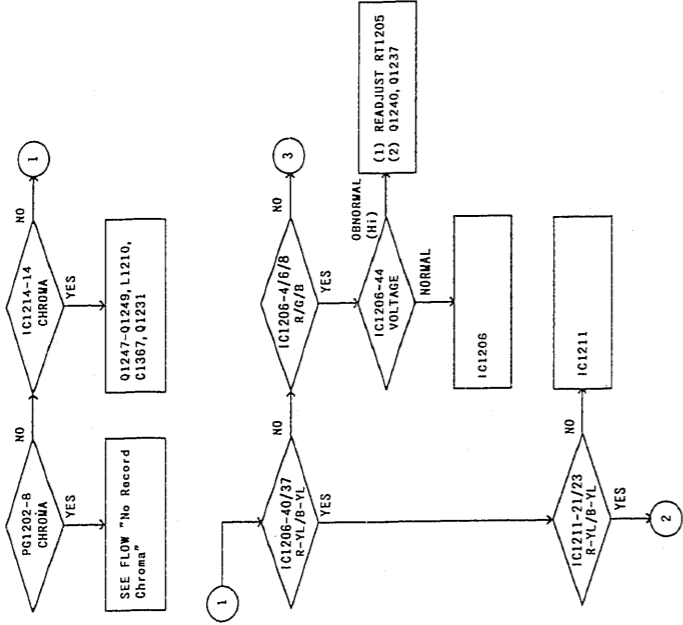 PG1202-8
CHROMA
NO
YES
SEE FLOW "No Racord
Chroma"
IC1214-14
CHROMA
NO
YES
Q1247-Q1249, L1210,
C1367, Q1231
1
1
IC1206-40/37
R-YL/B-YL
NO
YES
IC1206-4/6/8
R/G/B
NO
YES
3
IC1206-44
VOLTAGE
OBNORMAL
(Hi)
NORMAL
(1) READJUST RT1205
(2) Q1240, Q1237
IC1206
IC1211-21/23
R-YL/B-YL
NO
YES
IC1211
2